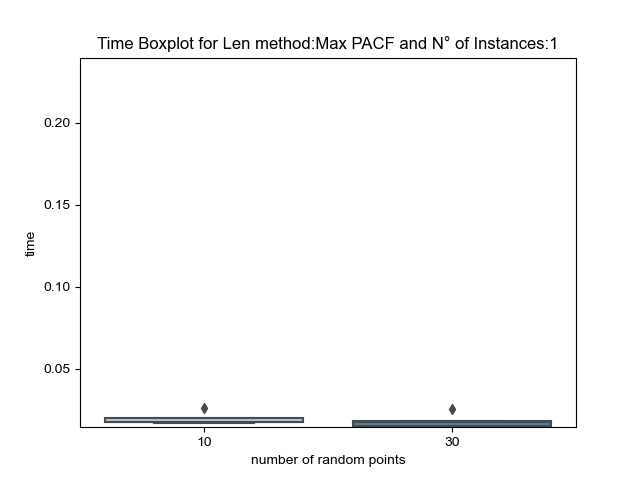 Time Boxplot for Len method:Max PACF and N° of Instances:1
0.20
0.15
time
0.10
0.05
10 30
number of random points